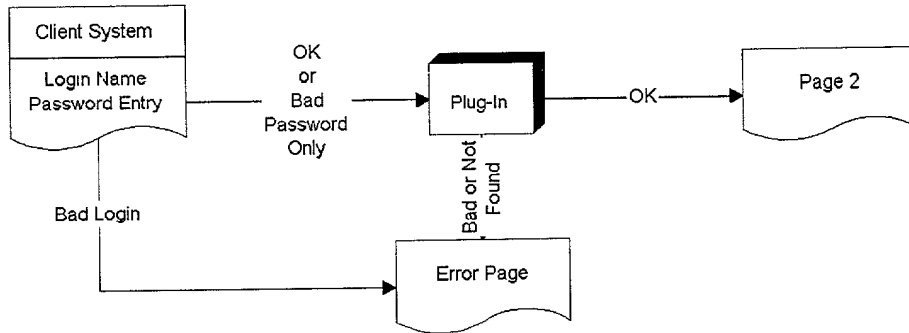 Client System
Login Name
Password Entry
OK
or
Bad
Password
Only
Plug-In
OK
Page 2
Bad or Not
Found
Bad Login
Error Page